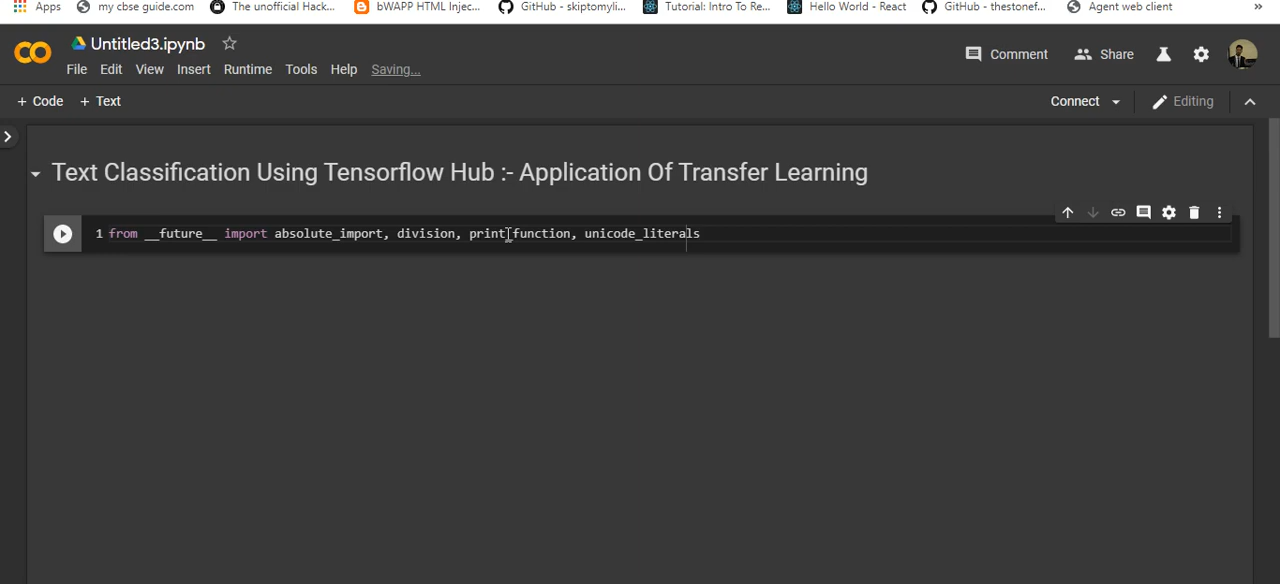 Apps my cbse guide.com The unofficial Hack... bWAPP HTML Injec... GitHub - skiptomyli... Tutorial: Intro To Re... Hello World - React GitHub - thestonef... Agent web client »
Untitled3.ipynb
Comment Share
File Edit View Insert Runtime Tools Help Saving...
+ Code + Text Connect Editing
Text Classification Using Tensorflow Hub :- Application Of Transfer Learning
1 from __future__ import absolute_import, division, print_function, unicode_literals